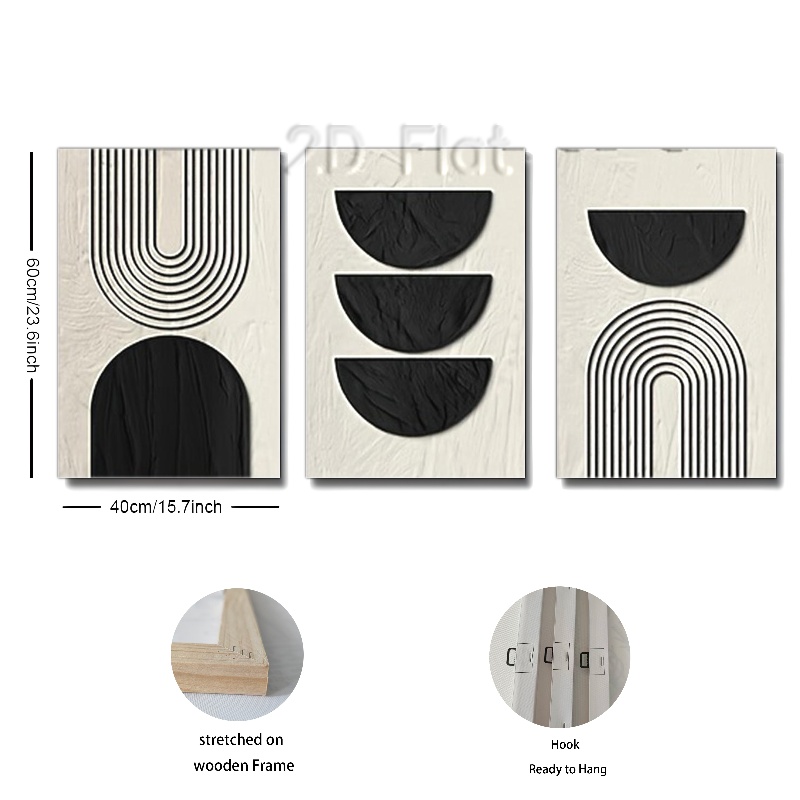 2D Flat
60cm/23.6inch
40cm/15.7inch
stretched on
wooden Frame
Hook
Ready to Hang